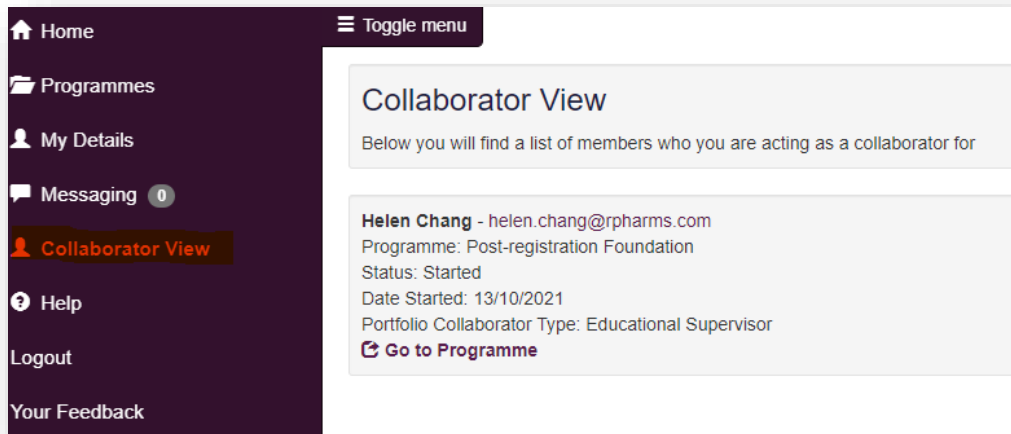 Home
Programmes
My Details
Messaging 0
Collaborator View
Help
Logout
Your Feedback
Toggle menu
Collaborator View
Below you will find a list of members who you are acting as a collaborator for
Helen Chang - helen.chang@rpharms.com
Programme: Post-registration Foundation
Status: Started
Date Started: 13/10/2021
Portfolio Collaborator Type: Educational Supervisor
Go to Programme